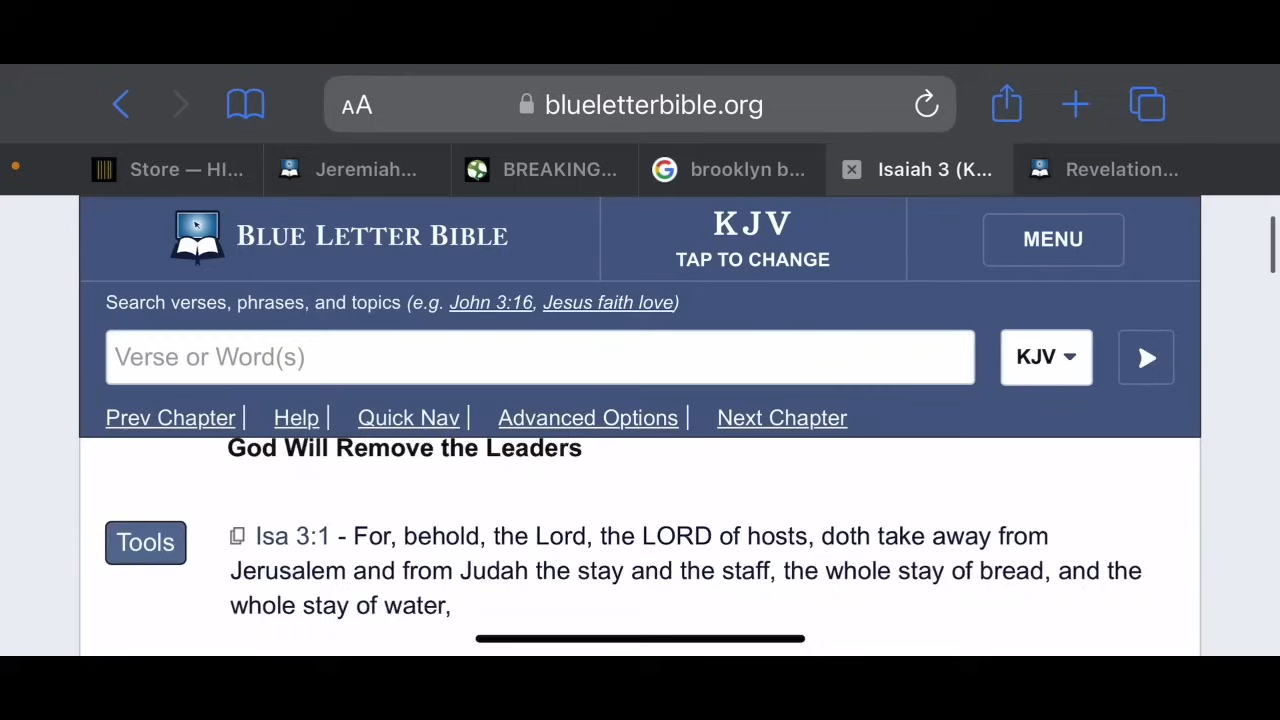 AA blueletterbible.org
Store — HI... Jeremiah... BREAKING... brooklyn b... Isaiah 3 (K... Revelation...
BLUE LETTER BIBLE
KJV
TAP TO CHANGE
MENU
Search verses, phrases, and topics (e.g. John 3:16, Jesus faith love)
Verse or Word(s)
KJV
Prev Chapter | Help | Quick Nav | Advanced Options | Next Chapter
God Will Remove the Leaders
Tools
Isa 3:1 - For, behold, the Lord, the LORD of hosts, doth take away from
Jerusalem and from Judah the stay and the staff, the whole stay of bread, and the
whole stay of water,